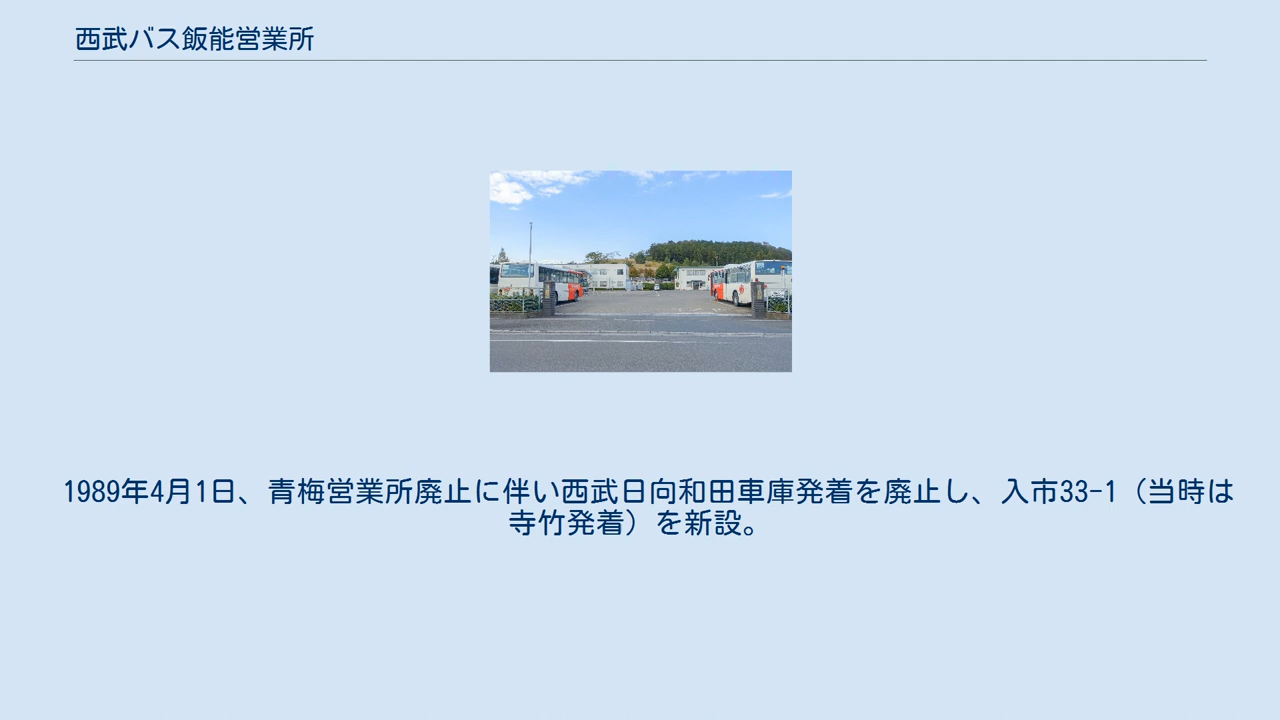 西武バス飯能営業所
1989年4月1日、青梅営業所廃止に伴い西武日向和田車庫発着を廃止し、入市33-1（当時は
寺竹発着）を新設。